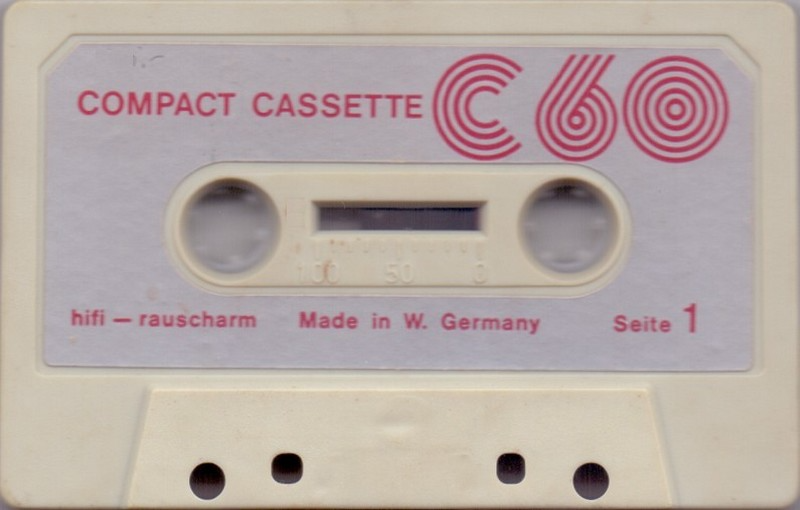 COMPACT CASSETTE C60
100 50 0
hifi – rauscharm Made in W. Germany Seite 1